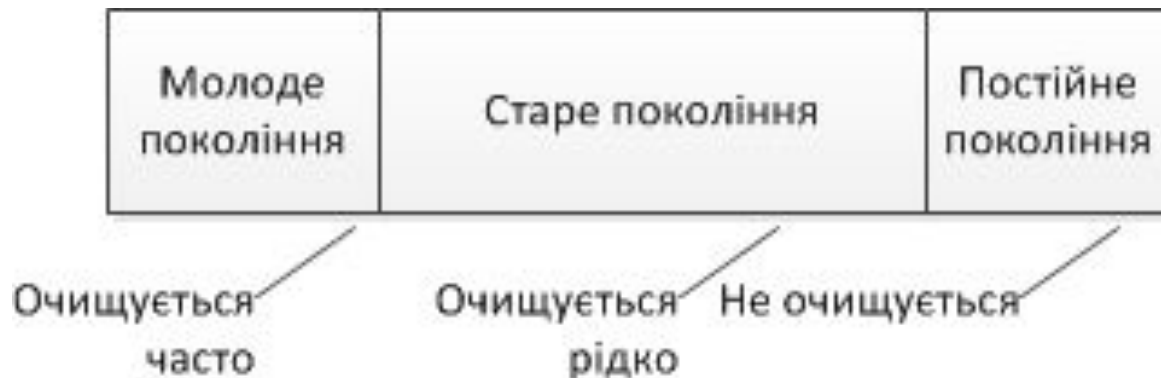 Молоде
покоління
Старе покоління
Постійне
покоління
Очищується
часто
Очищується
рідко
Не очищується